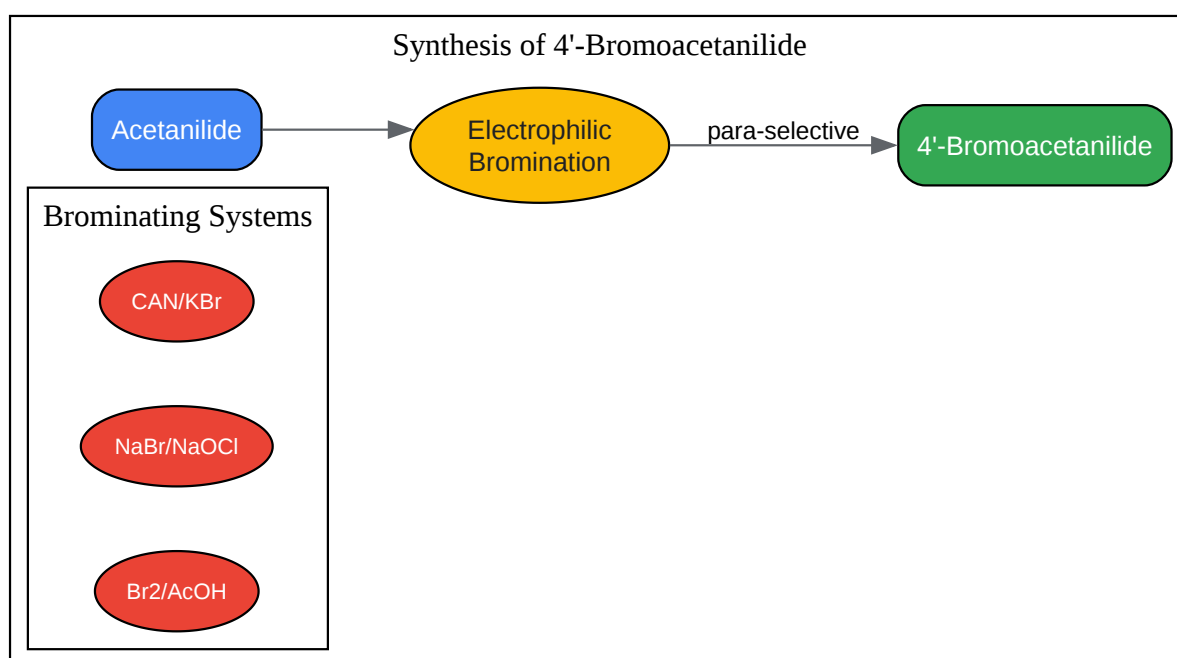 Synthesis of 4'-Bromoacetanilide
Acetanilide
Electrophilic
Bromination
para-selective
4'-Bromoacetanilide
Brominating Systems
CAN/KBr
NaBr/NaOCl
Br2/AcOH